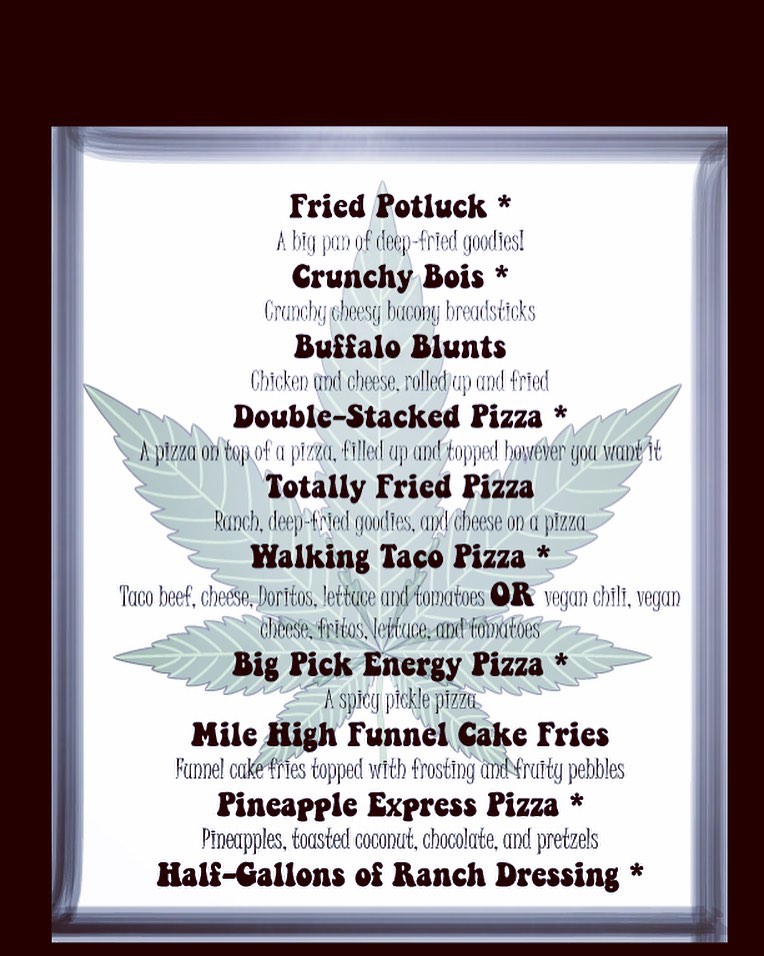 Fried Potluck *
A big pan of deep-fried goodies!
Crunchy Bois *
Crunchy cheesy bacony breadsticks
Buffalo Blunts
Chicken and cheese, rolled up and fried
Double-Stacked Pizza *
A pizza on top of a pizza, filled up and topped however you want it
Totally Fried Pizza
Ranch, deep-fried goodies, and cheese on a pizza
Walking Taco Pizza *
Taco beef, cheese, Doritos, lettuce and tomatoes OR vegan chili, vegan
cheese, fritos, lettuce, and tomatoes
Big Pick Energy Pizza *
A spicy pickle pizza
Mile High Funnel Cake Fries
Funnel cake fries topped with frosting and fruity pebbles
Pineapple Express Pizza *
Pineapples, toasted coconut, chocolate, and pretzels
Half-Gallons of Ranch Dressing *